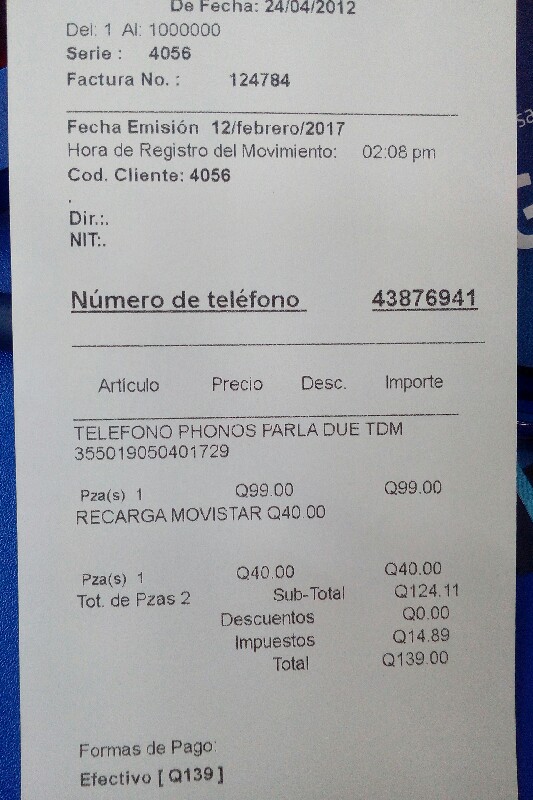 De Fecha: 24/04/2012
Del: 1 Al: 1000000
Serie : 4056
Factura No. : 124784
Fecha Emisión 12/febrero/2017
Hora de Registro del Movimiento: 02:08 pm
Cod. Cliente: 4056
.
Dir.:.
NIT:.
Número de teléfono 43876941
Artículo Precio Desc. Importe
TELEFONO PHONOS PARLA DUE TDM
355019050401729
Pza(s) 1 Q99.00 Q99.00
RECARGA MOVISTAR Q40.00
Pza(s) 1 Q40.00 Q40.00
Tot. de Pzas 2 Sub-Total Q124.11
Descuentos Q0.00
Impuestos Q14.89
Total Q139.00
Formas de Pago:
Efectivo [ Q139 ]